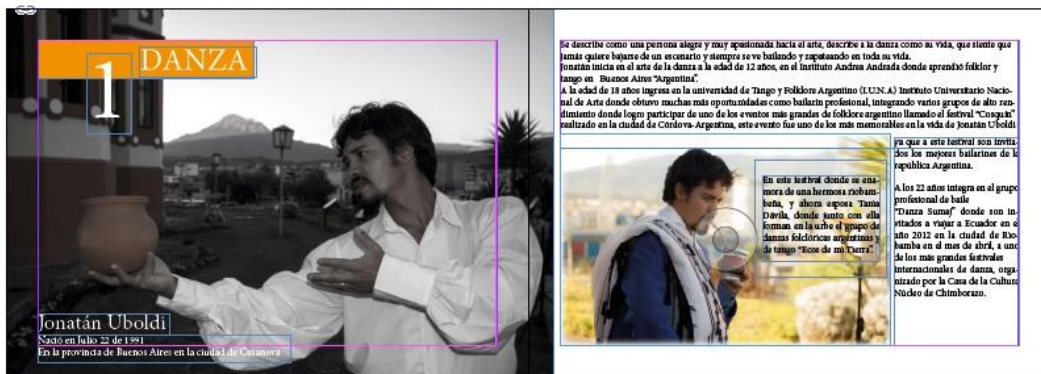 1
DANZA
Jonatán Uboldi
Nació en Julio 22 de 1991
En la provincia de Buenos Aires en la ciudad de Casanova
Se describe como una persona alegre y muy apasionada hacia el arte, describe a la danza como su vida, que siente que
jamás quiere bajarse de un escenario y siempre se ve bailando y zapateando en toda su vida.
Jonatán inicia en el arte de la danza a la edad de 12 años, en el Instituto Andrea Andrada donde aprendió folclor y
tango en Buenos Aires "Argentina".
A la edad de 18 años ingresa en la universidad de Tango y Folklore Argentino (I.U.N.A) Instituto Universitario Nacio-
nal de Arte donde obtuvo muchas más oportunidades como bailarín profesional, integrando varios grupos de alto ren-
dimiento donde logro participar de uno de los eventos más grandes de folklore argentino llamado el festival "Cosquín"
realizado en la ciudad de Córdova-Argentina, este evento fue uno de los más memorables en la vida de Jonatán Uboldi
ya que a este festival son invita-
dos los mejores bailarines de la
república Argentina.
A los 22 años integra en el grupo
profesional de baile
"Danza Sumaj" donde son in-
vitados a viajar a Ecuador en el
año 2012 en la ciudad de Rio-
bamba en el mes de abril, a uno
de los más grandes festivales
internacionales de danza, orga-
nizado por la Casa de la Cultura
Núcleo de Chimborazo.
En este festival donde se ena-
mora de una hermosa riobam-
beña, y ahora esposa Tania
Dávila, donde junto con ella
forman en la urbe el grupo de
danzas folclóricas argentinas y
de tango "Ecos de mi Tierra".